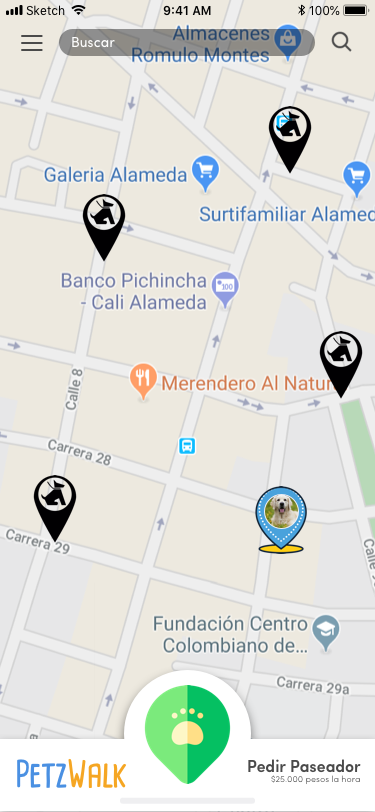 Sketch 9:41 AM 100%
Almacenes
Romulo Montes
Buscar
Galeria Alameda
Surtifamiliar Alamed
Banco Pichincha
- Cali Alameda
100
Merendero Al Natur
Calle 8
Carrera 28
Carrera 29
Fundación Centro
Colombiano de...
Carrera 29a
PETZWALK
Pedir Paseador
$25.000 pesos la hora